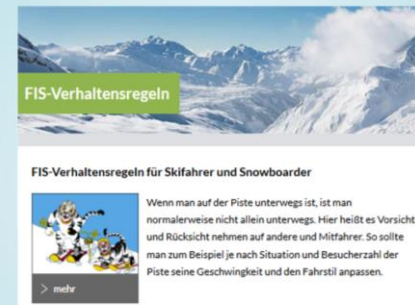 FIS-Verhaltensregeln
FIS-Verhaltensregeln für Skifahrer und Snowboarder
Wenn man auf der Piste unterwegs ist, ist man
normalerweise nicht allein unterwegs. Hier heißt es Vorsicht
und Rücksicht nehmen auf andere und Mitfahrer. So sollte
man zum Beispiel je nach Situation und Besucherzahl der
Piste seine Geschwingkeit und den Fahrstil anpassen.
> mehr